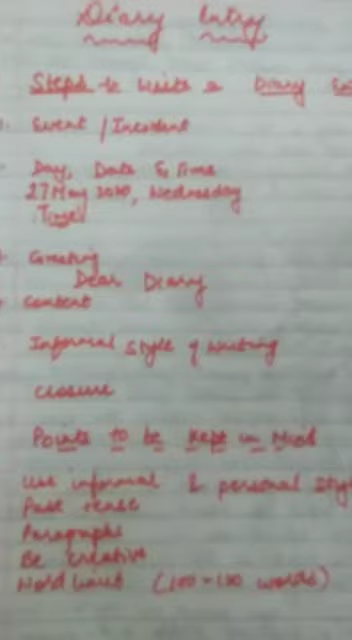 Diary Entry
Steps to write a Diary
Event / Incident
Day, Date & Time
27 May 2020, Wednesday
Time
Greeting
Dear Diary
Content
Informal style of writing
Closure
Points to be kept in Mind
Use informal & personal style
Past tense
Paragraphs
Be creative
Word limit (100 - words)